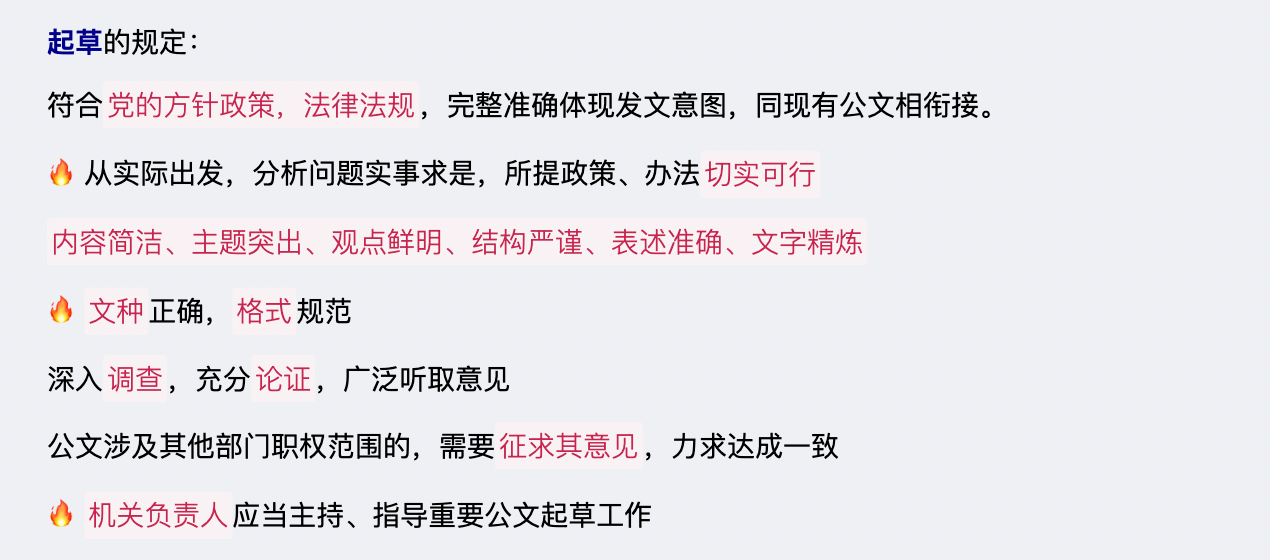 起草的规定：
符合党的方针政策，法律法规，完整准确体现发文意图，同现有公文相衔接。
🔥 从实际出发，分析问题实事求是，所提政策、办法切实可行
内容简洁、主题突出、观点鲜明、结构严谨、表述准确、文字精炼
🔥 文种正确，格式规范
深入调查，充分论证，广泛听取意见
公文涉及其他部门职权范围的，需要征求其意见，力求达成一致
🔥 机关负责人应当主持、指导重要公文起草工作